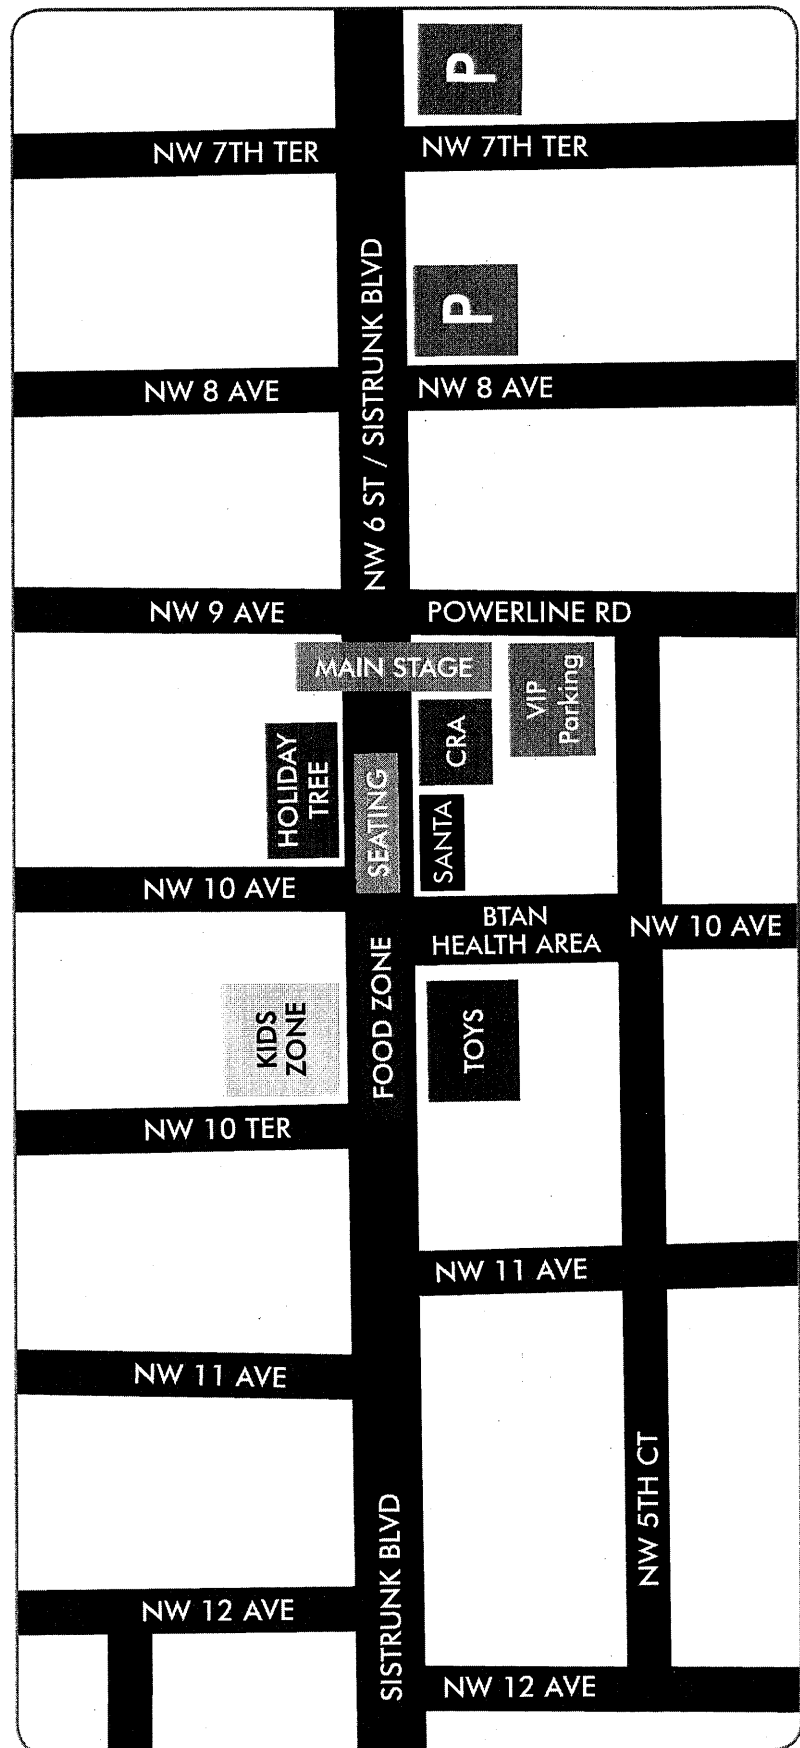 P
NW 7TH TER
NW 7TH TER
P
NW 6 ST / SISTRUNK BLVD
NW 8 AVE
NW 8 AVE
NW 9 AVE
POWERLINE RD
MAIN STAGE
VIP
Parking
CRA
HOLIDAY
TREE
SEATING
SANTA
NW 10 AVE
BTAN
HEALTH AREA
NW 10 AVE
KIDS
ZONE
FOOD ZONE
TOYS
NW 10 TER
NW 11 AVE
NW 11 AVE
NW 5TH CT
SISTRUNK BLVD
NW 12 AVE
NW 12 AVE